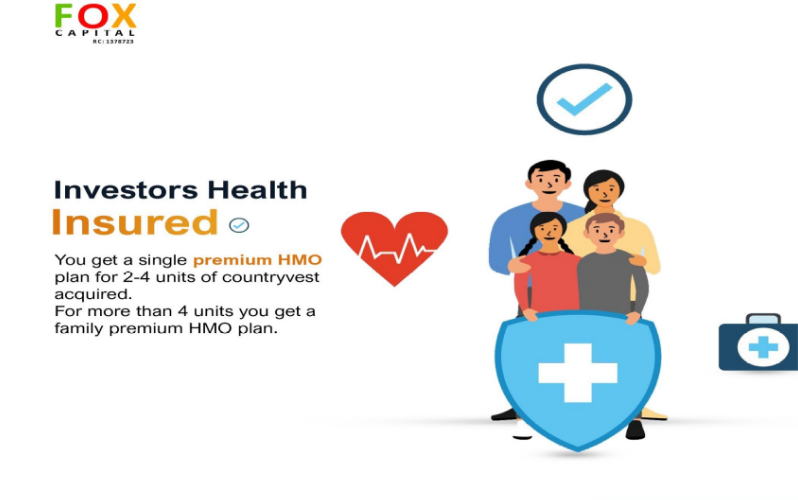 FOX
CAPITAL
RC: 1378723
Investors Health
Insured
You get a single premium HMO
plan for 2-4 units of countryvest
acquired.
For more than 4 units you get a
family premium HMO plan.